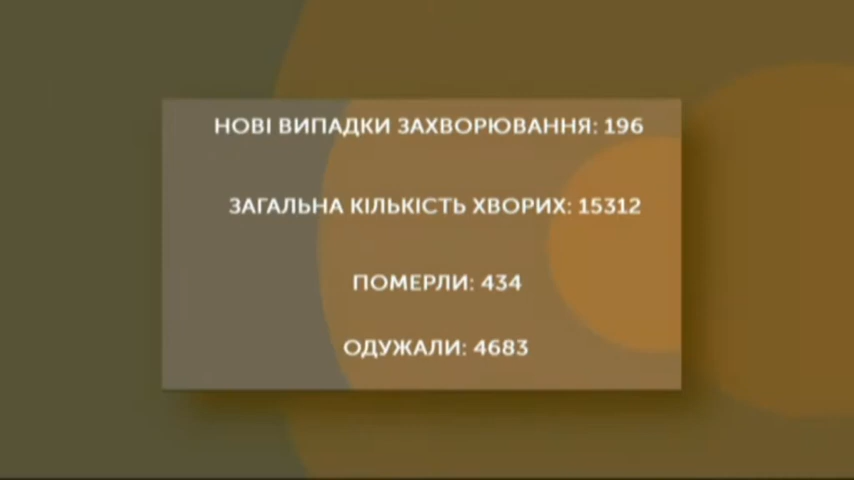 НОВІ ВИПАДКИ ЗАХВОРЮВАННЯ: 196
ЗАГАЛЬНА КІЛЬКІСТЬ ХВОРИХ: 15312
ПОМЕРЛИ: 434
ОДУЖАЛИ: 4683